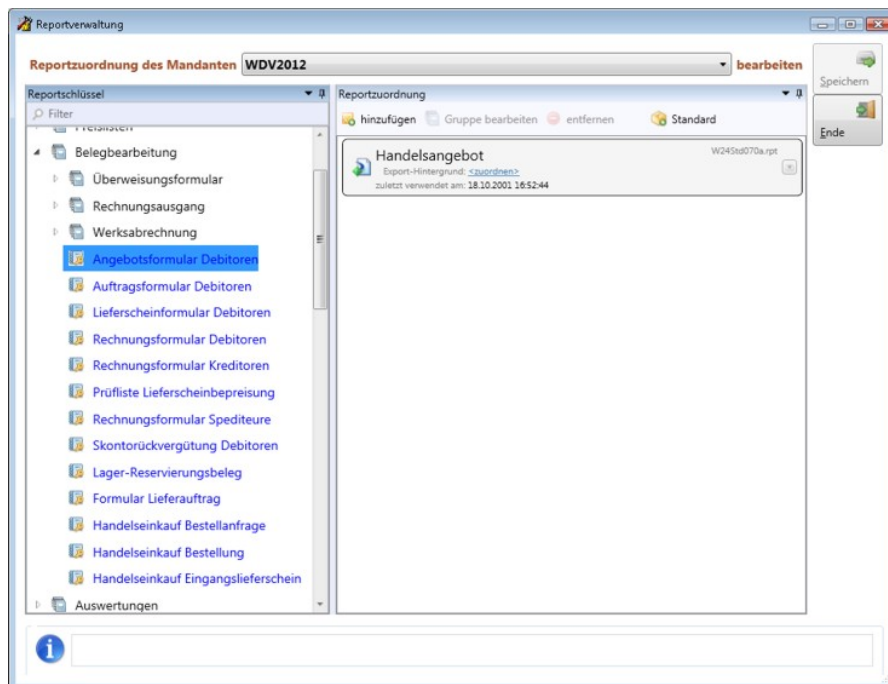 Reportverwaltung
Reportzuordnung des Mandanten WDV2012 bearbeiten
Speichern
Ende
Reportschlüssel
Filter
Preislisten
Belegbearbeitung
Überweisungsformular
Rechnungsausgang
Werksabrechnung
Angebotsformular Debitoren
Auftragsformular Debitoren
Lieferscheinformular Debitoren
Rechnungsformular Debitoren
Rechnungsformular Kreditoren
Prüfliste Lieferscheinbepreisung
Rechnungsformular Spediteure
Skontorückvergütung Debitoren
Lager-Reservierungsbeleg
Formular Lieferauftrag
Handelseinkauf Bestellanfrage
Handelseinkauf Bestellung
Handelseinkauf Eingangslieferschein
Auswertungen
Reportzuordnung
hinzufügen Gruppe bearbeiten entfernen Standard
Handelsangebot W24Std070a.rpt
Export-Hintergrund: <zuordnen>
zuletzt verwendet am: 18.10.2001 16:52:44